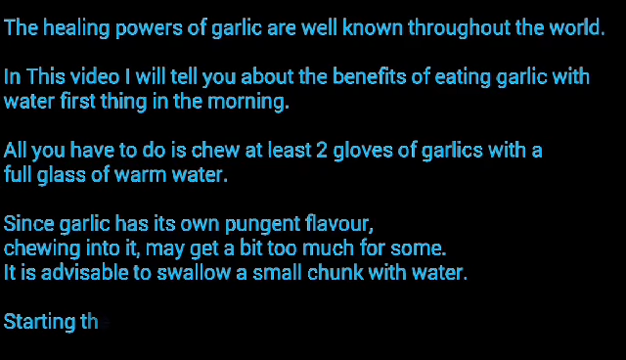 The healing powers of garlic are well known throughout the world.
In This video I will tell you about the benefits of eating garlic with
water first thing in the morning.
All you have to do is chew at least 2 gloves of garlics with a
full glass of warm water.
Since garlic has its own pungent flavour,
chewing into it, may get a bit too much for some.
It is advisable to swallow a small chunk with water.
Starting th